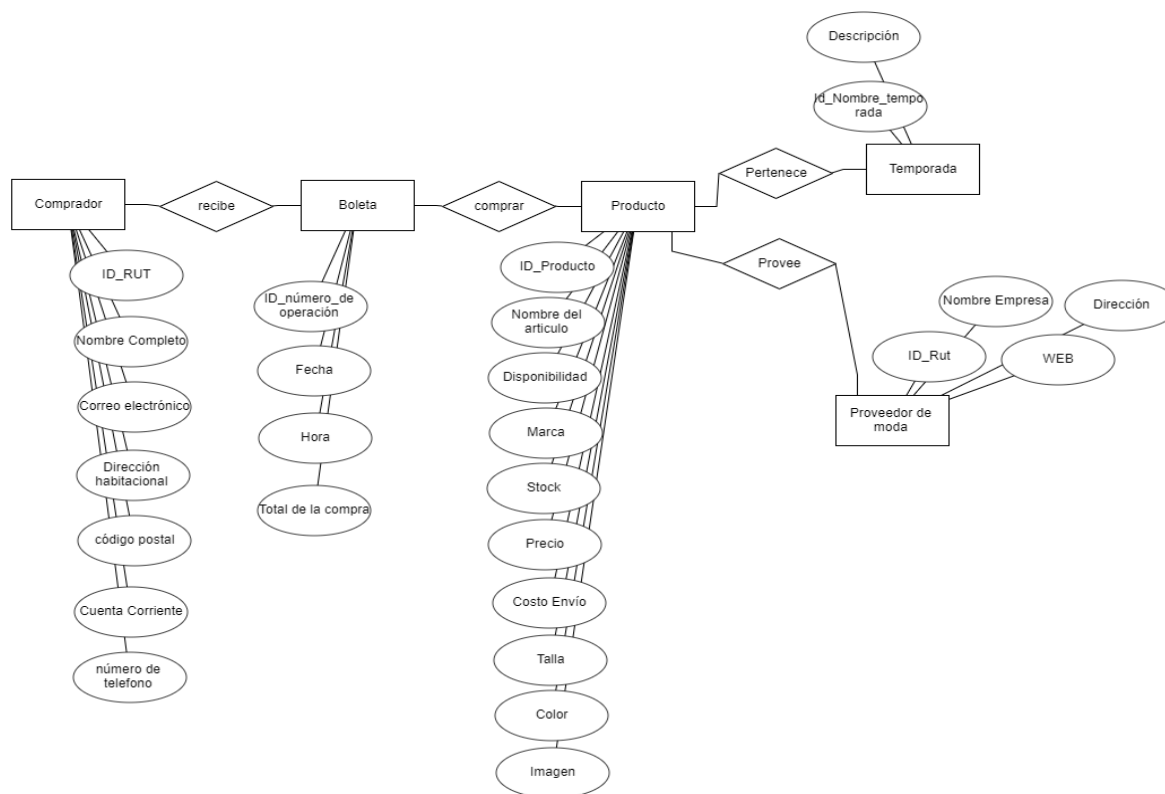 Descripción
Id_Nombre_tempo
rada
Temporada
Pertenece
Comprador
recibe
Boleta
comprar
Producto
Provee
ID_RUT
Nombre Completo
Correo electrónico
Dirección
habitacional
código postal
Cuenta Corriente
número de
telefono
ID_número_de
operación
Fecha
Hora
Total de la compra
ID_Producto
Nombre del
articulo
Disponibilidad
Marca
Stock
Precio
Costo Envío
Talla
Color
Imagen
Nombre Empresa
Dirección
ID_Rut
WEB
Proveedor de
moda